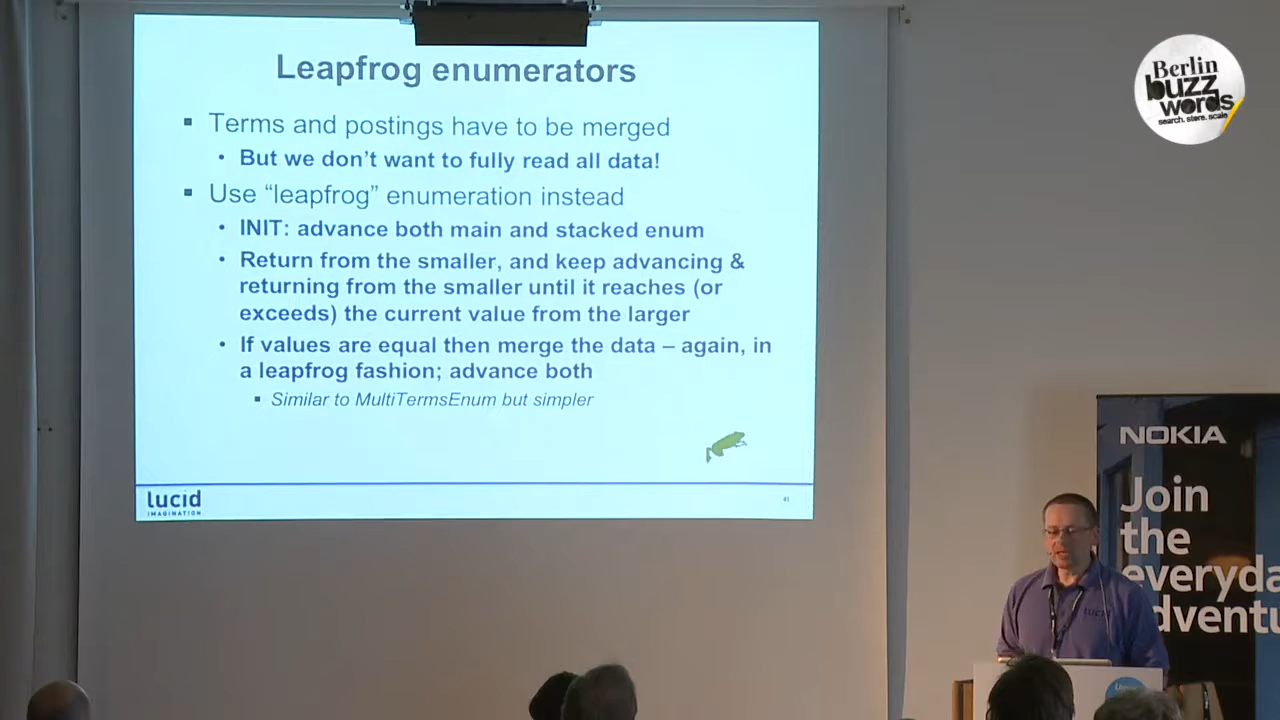 Leapfrog enumerators
▪ Terms and postings have to be merged
• But we don't want to fully read all data!
▪ Use “leapfrog” enumeration instead
• INIT: advance both main and stacked enum
• Return from the smaller, and keep advancing &
returning from the smaller until it reaches (or
exceeds) the current value from the larger
• If values are equal then merge the data – again, in
a leapfrog fashion; advance both
▪ Similar to MultiTermsEnum but simpler
lucid
IMAGINATION
41
Berlin
buzz
words
search. store. scale
NOKIA
Join
the
everyda
dventu
lucid